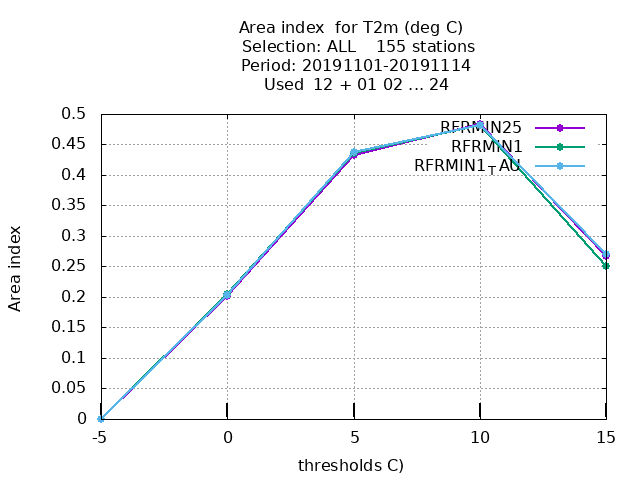 Area index  for T2m (deg C)
Selection: ALL    155 stations
Period: 20191101-20191114
Used  12 + 01 02 ... 24
RFRMIN25
RFRMIN1
RFRMIN1_TAU
0.5
0.45
0.4
0.35
0.3
0.25
0.2
0.15
0.1
0.05
0
Area index
-5 0 5 10 15
thresholds C)